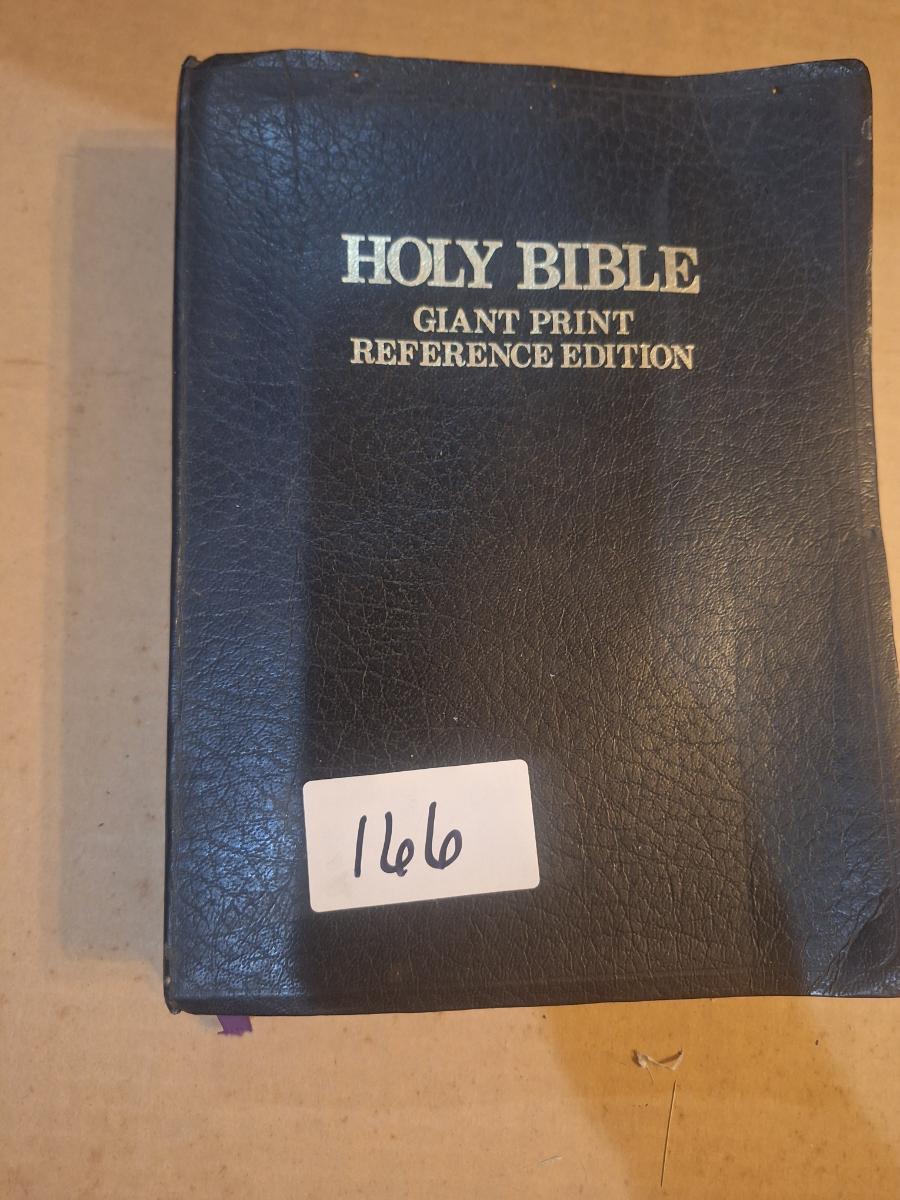 HOLY BIBLE
GIANT PRINT
REFERENCE EDITION
166